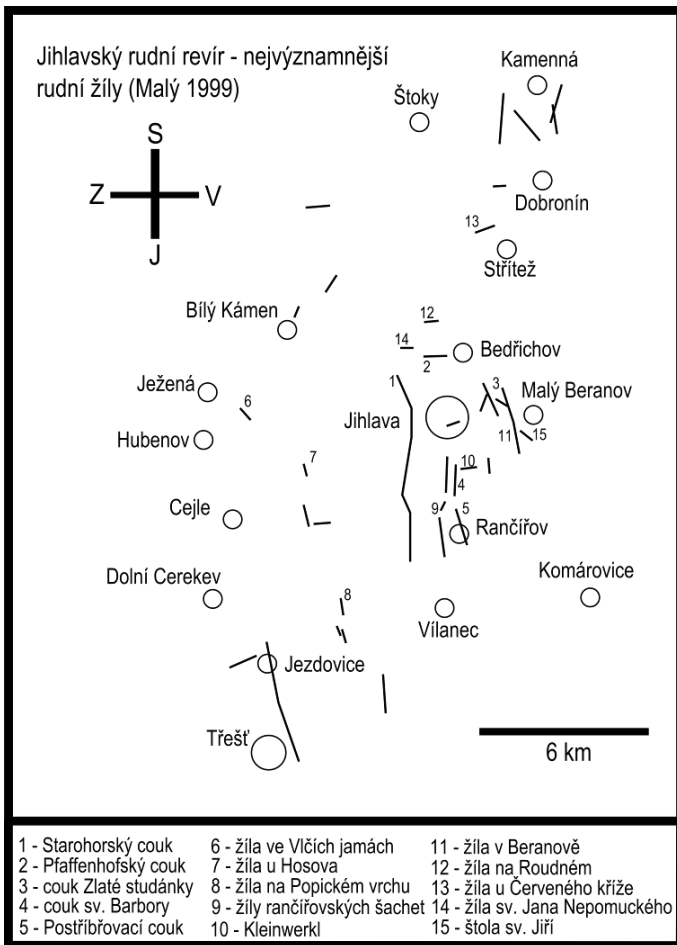 Jihlavský rudní revír - nejvýznamnější
rudní žíly (Malý 1999)
Kamenná
Štoky
S
Z
V
J
Dobronín
13
Střítež
Bílý Kámen
12
14
2
Bedřichov
Ježená
1
3
Malý Beranov
6
Jihlava
Hubenov
11
15
7
10
4
Cejle
9
5
Rančířov
Dolní Cerekev
8
Komárovice
Vílanec
Jezdovice
Třešť
6 km
1 - Starohorský couk
2 - Pfaffenhofský couk
3 - couk Zlaté studánky
4 - couk sv. Barbory
5 - Postříbřovací couk
6 - žíla ve Vlčích jamách
7 - žíla u Hosova
8 - žíla na Popickém vrchu
9 - žíly rančířovských šachet
10 - Kleinwerkl
11 - žíla v Beranově
12 - žíla na Roudném
13 - žíla u Červeného kříže
14 - žíla sv. Jana Nepomuckého
15 - štola sv. Jiří